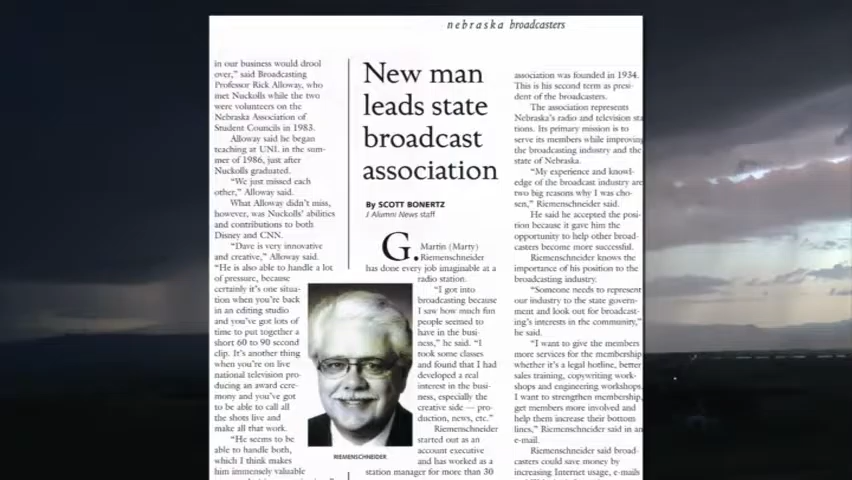 nebraska broadcasters
in our business would drool
over," said Broadcasting
Professor Rick Alloway, who
met Nuckolls while the two
were volunteers on the
Nebraska Association of
Student Councils in 1983.
Alloway said he began
teaching at UNL in the sum-
mer of 1986, just after
Nuckolls graduated.
"We just missed each
other," Alloway said.
What Alloway didn't miss,
however, was Nuckolls' abilities
and contributions to both
Disney and CNN.
"Dave is very innovative
and creative," Alloway said.
"He is also able to handle a lot
of pressure, because
certainly it's one situa-
tion when you're back
in an editing studio
and you've got lots of
time to put together a
short 60 to 90 second
clip. It's another thing
when you're on live
national television pro-
ducing an award cere-
mony and you've got
to be able to call all
the shots live and
make all that work.
"He seems to be
able to handle both,
which I think makes
him immensely valuable
New man
leads state
broadcast
association
By SCOTT BONERTZ
J Alumni News staff
G. Martin (Marty)
Riemenschneider
has done every job imaginable at a
radio station.
"I got into
broadcasting because
I saw how much fun
people seemed to
have in the busi-
ness," he said. "I
took some classes
and found that I had
developed a real
interest in the busi-
ness, especially the
creative side — pro-
duction, news, etc."
Riemenschneider
started out as an
account executive
and has worked as a
station manager for more than 30
RIEMENSCHNEIDER
association was founded in 1934.
This is his second term as presi-
dent of the broadcasters.
The association represents
Nebraska's radio and television sta
tions. Its primary mission is to
serve its members while improving
the broadcasting industry and the
state of Nebraska.
"My experience and knowl-
edge of the broadcast industry are
two big reasons why I was cho-
sen," Riemenschneider said.
He said he accepted the posi-
tion because it gave him the
opportunity to help other broad-
casters become more successful.
Riemenschneider knows the
importance of his position to the
broadcasting industry.
"Someone needs to represent
our industry to the state govern-
ment and look out for broadcast-
ing's interests in the community,"
he said.
"I want to give the members
more services for the membership
whether it's a legal hotline, better
sales training, copywriting work-
shops and engineering workshops.
I want to strengthen membership,
get members more involved and
help them increase their bottom
lines," Riemenschneider said in an
e-mail.
Riemenschneider said broad-
casters could save money by
increasing Internet usage, e-mails